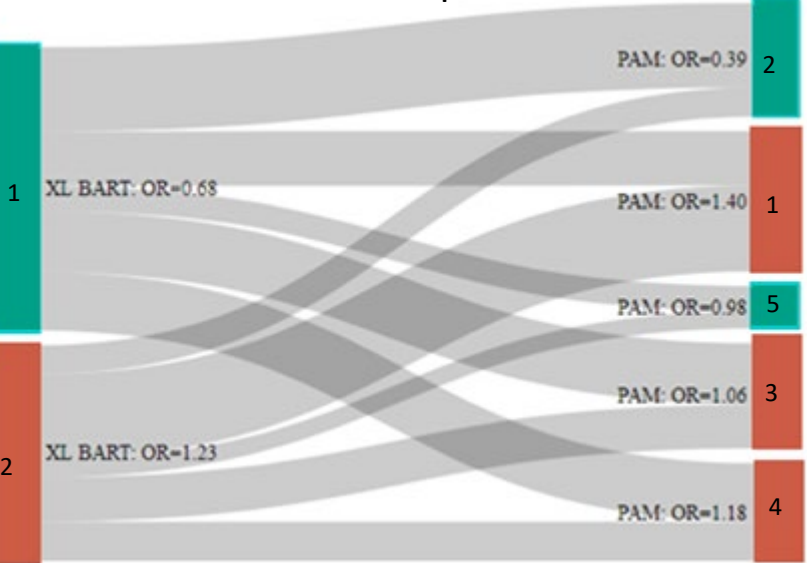 PAM: OR=0.39
2
1
XL BART: OR=0.68
PAM: OR=1.40
1
PAM: OR=0.98
5
PAM: OR=1.06
3
2
XL BART: OR=1.23
PAM: OR=1.18
4